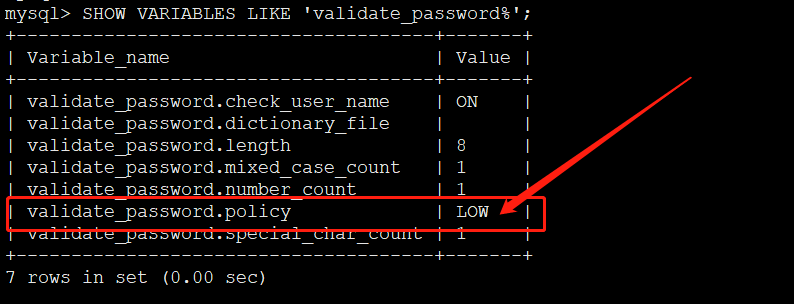 mysql> SHOW VARIABLES LIKE 'validate_password%';
+--------------------------------------+-------+
| Variable_name                        | Value |
+--------------------------------------+-------+
| validate_password.check_user_name    | ON    |
| validate_password.dictionary_file    |       |
| validate_password.length             | 8     |
| validate_password.mixed_case_count   | 1     |
| validate_password.number_count       | 1     |
| validate_password.policy             | LOW   |
| validate_password.special_char_count | 1     |
+--------------------------------------+-------+
7 rows in set (0.00 sec)